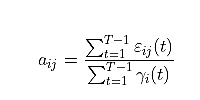 a_{ij} = \frac{\sum_{t=1}^{T-1} \varepsilon_{ij}(t)}{\sum_{t=1}^{T-1} \gamma_i(t)}